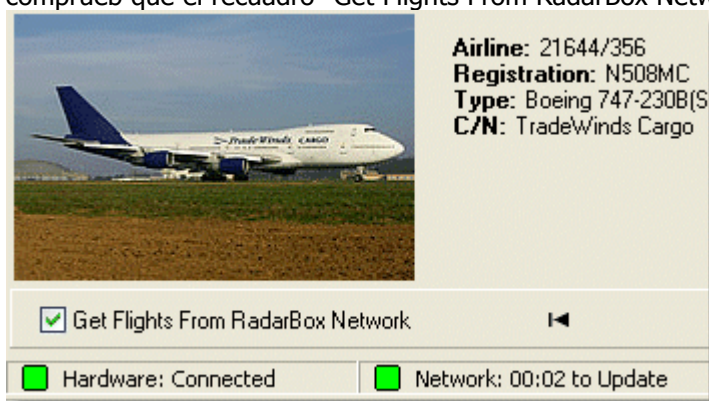 comprueb que el recuadro "Get Flights From RadarBox Netw
Airline: 21644/356
Registration: N508MC
Type: Boeing 747-230B(S
C/N: TradeWinds Cargo
TradeWinds CARGO
Get Flights From RadarBox Network
Hardware: Connected
Network: 00:02 to Update